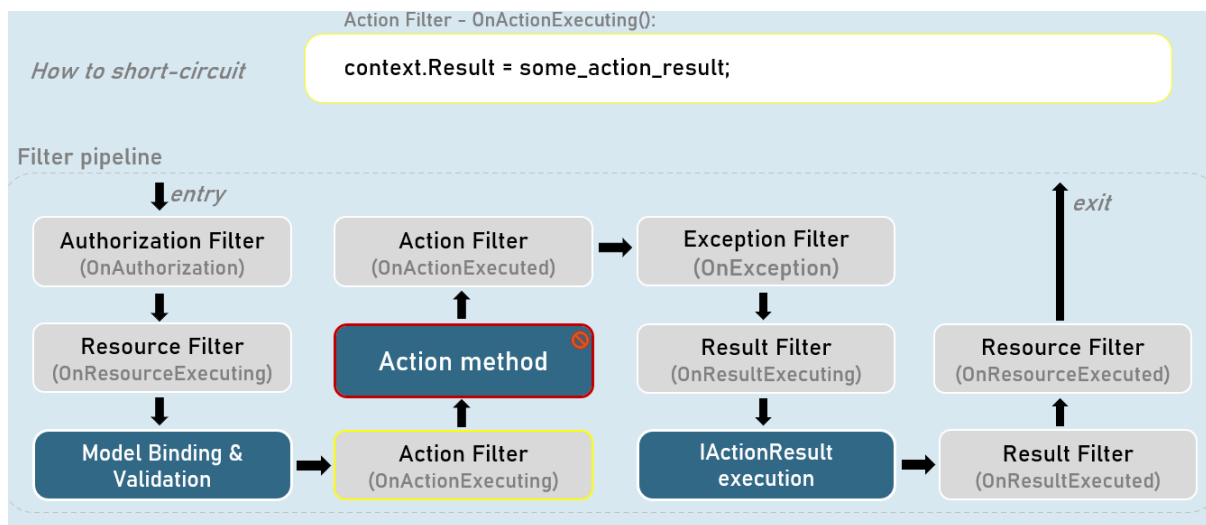 Action Filter - OnActionExecuting():
How to short-circuit
context.Result = some_action_result;
Filter pipeline
entry
Authorization Filter
(OnAuthorization)
Resource Filter
(OnResourceExecuting)
Model Binding &
Validation
Action Filter
(OnActionExecuting)
Action method
Action Filter
(OnActionExecuted)
Exception Filter
(OnException)
Result Filter
(OnResultExecuting)
IActionResult
execution
Result Filter
(OnResultExecuted)
Resource Filter
(OnResourceExecuted)
exit